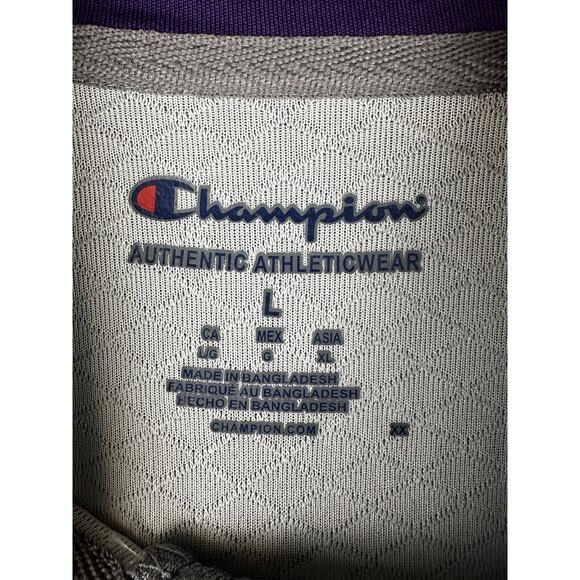 Champion
AUTHENTIC ATHLETICWEAR
L
CA MEX ASIA
L/G G XL
MADE IN BANGLADESH
FABRIQUÉ AU BANGLADESH
HECHO EN BANGLADESH
CHAMPION.COM XX